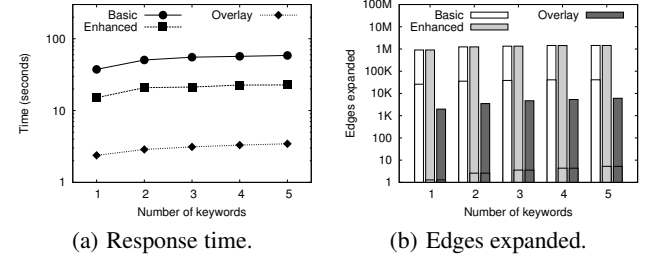 Basic Overlay
Enhanced
Time (seconds)
100
10
1
1 2 3 4 5
Number of keywords
(a) Response time.
Basic Overlay
Enhanced
Edges expanded
100M
10M
1M
100K
10K
1K
100
10
1
1 2 3 4 5
Number of keywords
(b) Edges expanded.